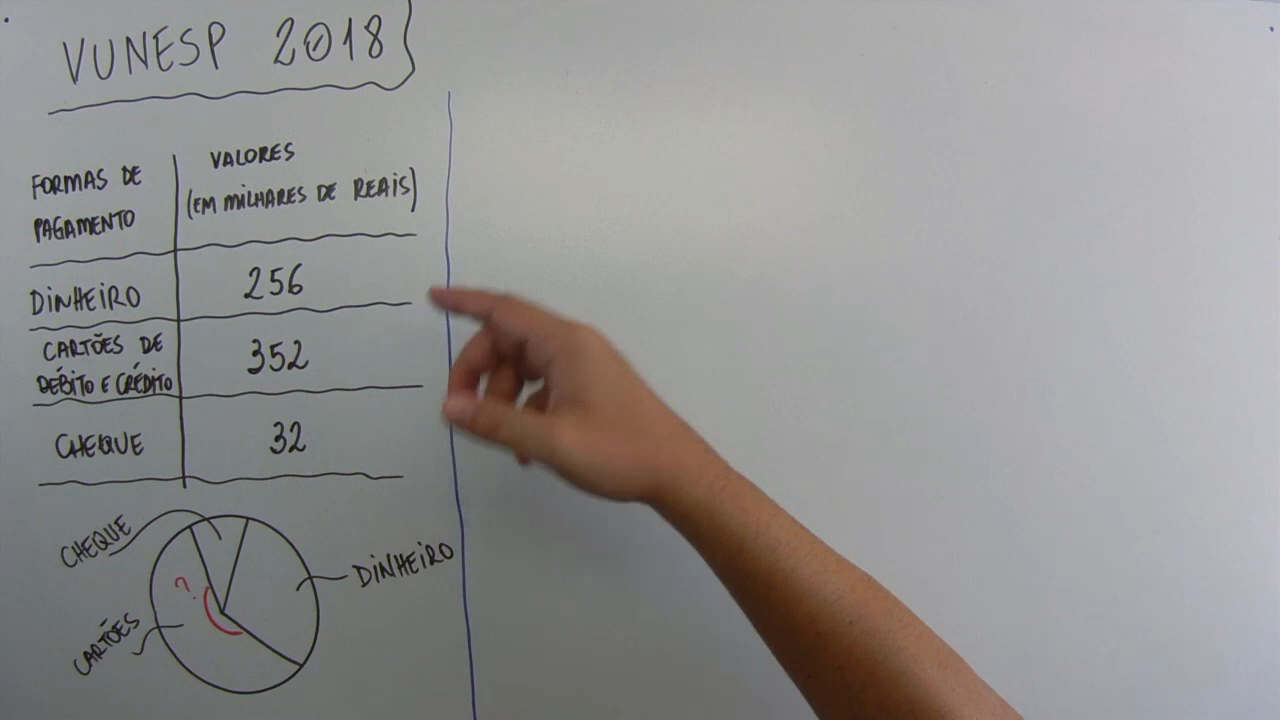 VUNESP 2018
FORMAS DE
PAGAMENTO
VALORES
(EM MILHARES DE REAIS)
DINHEIRO
256
CARTÕES DE
DÉBITO E CRÉDITO
352
CHEQUE
32
CHEQUE
DINHEIRO
?
CARTÕES